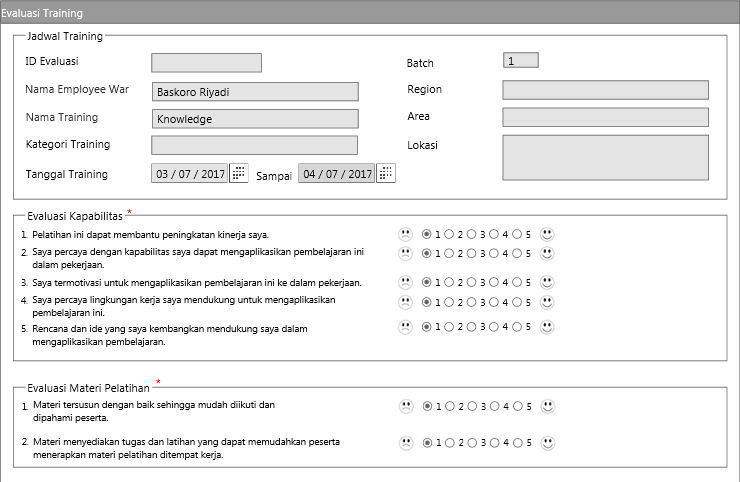 Evaluasi Training
Jadwal Training
ID Evaluasi
Batch 1
Nama Employee War Baskoro Riyadi
Region
Nama Training Knowledge
Area
Kategori Training
Lokasi
Tanggal Training 03 / 07 / 2017 Sampai 04 / 07 / 2017
Evaluasi Kapabilitas *
1. Pelatihan ini dapat membantu peningkatan kinerja saya. 1 2 3 4 5
2. Saya percaya dengan kapabilitas saya dapat mengaplikasikan pembelajaran ini 1 2 3 4 5
dalam pekerjaan.
3. Saya termotivasi untuk mengaplikasikan pembelajaran ini ke dalam pekerjaan. 1 2 3 4 5
4. Saya percaya lingkungan kerja saya mendukung untuk mengaplikasikan 1 2 3 4 5
pembelajaran ini.
5. Rencana dan ide yang saya kembangkan mendukung saya dalam 1 2 3 4 5
mengaplikasikan pembelajaran.
Evaluasi Materi Pelatihan *
1. Materi tersusun dengan baik sehingga mudah diikuti dan 1 2 3 4 5
dipahami peserta.
2. Materi menyediakan tugas dan latihan yang dapat memudahkan peserta 1 2 3 4 5
menerapkan materi pelatihan ditempat kerja.